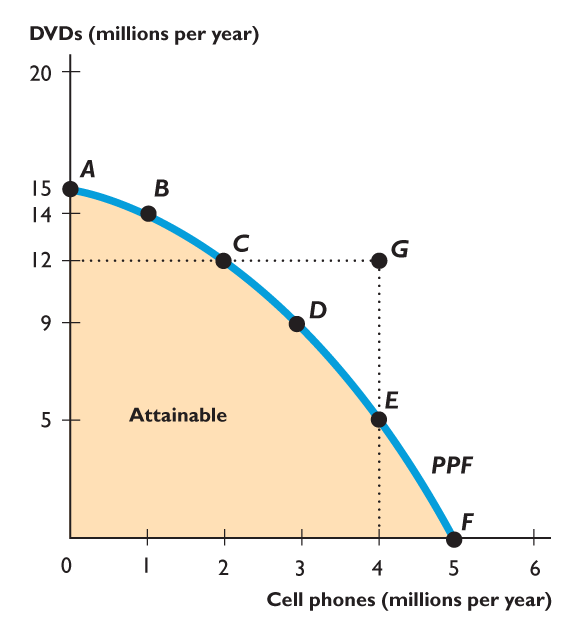 DVDs (millions per year)
20
A
15
B
14
C
12
G
9
D
Attainable
E
5
PPF
F
0 1 2 3 4 5 6
Cell phones (millions per year)